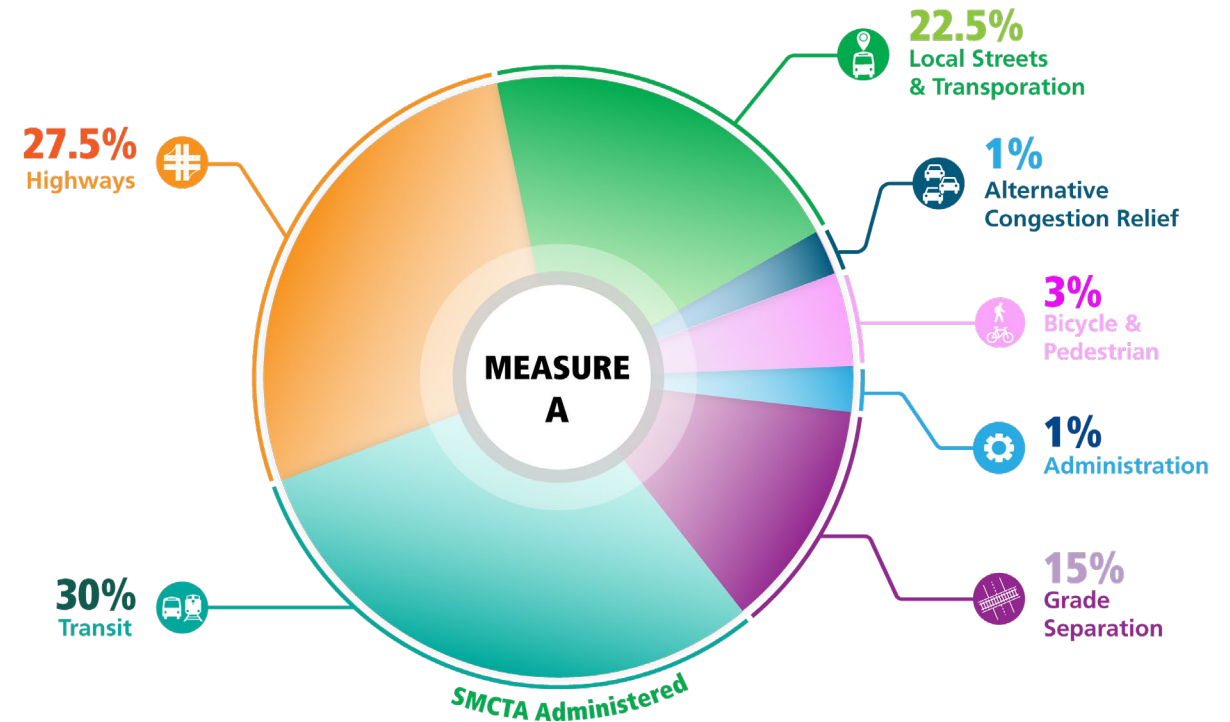 22.5%
Local Streets
& Transporation
27.5%
Highways
1%
Alternative
Congestion Relief
3%
Bicycle &
Pedestrian
MEASURE
A
1%
Administration
15%
Grade
Separation
30%
Transit
SMCTA Administered